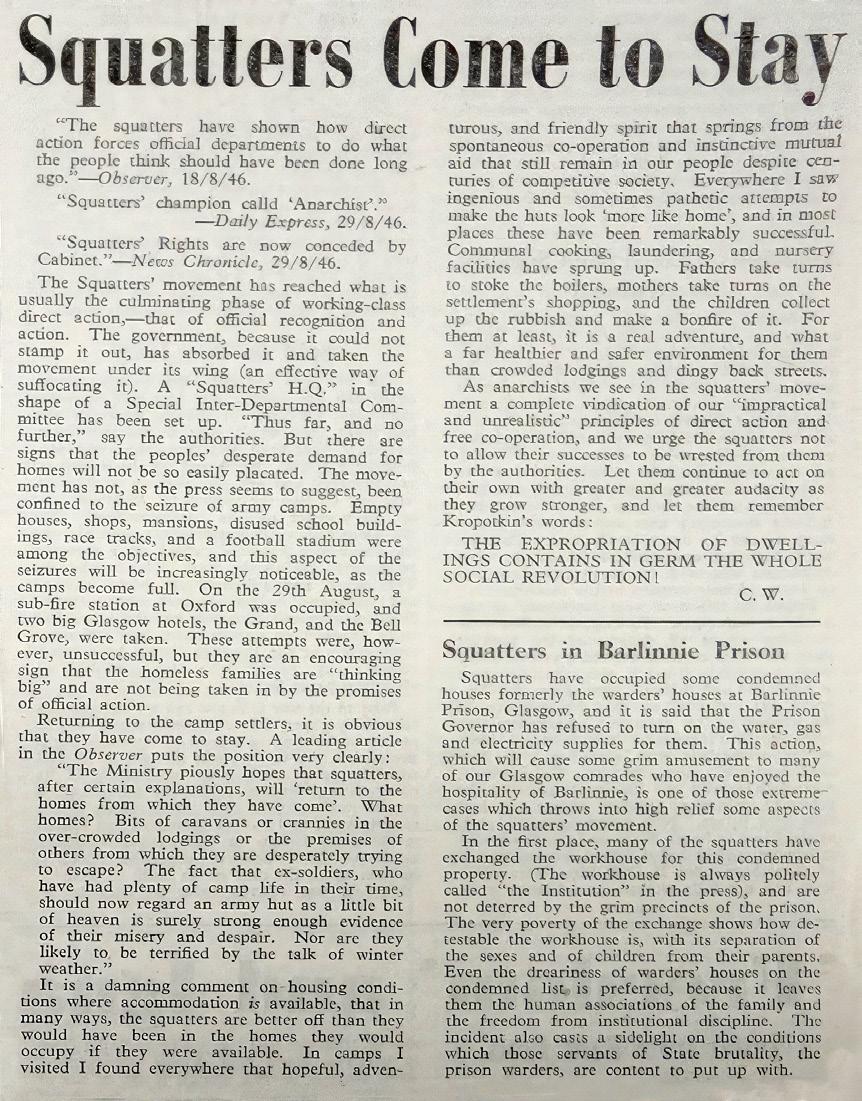 Squatters Come to Stay
"The squatters have shown how direct
action forces official departments to do what
the people think should have been done long
ago."—Observer, 18/8/46.
"Squatters' champion calld 'Anarchist'."
—Daily Express, 29/8/46.
"Squatters' Rights are now conceded by
Cabinet."—News Chronicle, 29/8/46.
The Squatters' movement has reached what is
usually the culminating phase of working-class
direct action,—that of official recognition and
action. The government, because it could not
stamp it out, has absorbed it and taken the
movement under its wing (an effective way of
suffocating it). A "Squatters' H.Q." in the
shape of a Special Inter-Departmental Com-
mittee has been set up. "Thus far, and no
further," say the authorities. But there are
signs that the peoples' desperate demand for
homes will not be so easily placated. The move-
ment has not, as the press seems to suggest, been
confined to the seizure of army camps. Empty
houses, shops, mansions, disused school build-
ings, race tracks, and a football stadium were
among the objectives, and this aspect of the
seizures will be increasingly noticeable, as the
camps become full. On the 29th August, a
sub-fire station at Oxford was occupied, and
two big Glasgow hotels, the Grand, and the Bell
Grove, were taken. These attempts were, how-
ever, unsuccessful, but they are an encouraging
sign that the homeless families are "thinking
big" and are not being taken in by the promises
of official action.
Returning to the camp settlers, it is obvious
that they have come to stay. A leading article
in the Observer puts the position very clearly:
"The Ministry piously hopes that squatters,
after certain explanations, will 'return to the
homes from which they have come'. What
homes? Bits of caravans or crannies in the
over-crowded lodgings or the premises of
others from which they are desperately trying
to escape? The fact that ex-soldiers, who
have had plenty of camp life in their time,
should now regard an army hut as a little bit
of heaven is surely strong enough evidence
of their misery and despair. Nor are they
likely to be terrified by the talk of winter
weather."
It is a damning comment on housing condi-
tions where accommodation is available, that in
many ways, the squatters are better off than they
would have been in the homes they would
occupy if they were available. In camps I
visited I found everywhere that hopeful, adven-
turous, and friendly spirit that springs from the
spontaneous co-operation and instinctive mutual
aid that still remain in our people despite cen-
turies of competitive society. Everywhere I saw
ingenious and sometimes pathetic attempts to
make the huts look 'more like home', and in most
places these have been remarkably successful.
Communal cooking, laundering, and nursery
facilities have sprung up. Fathers take turns
to stoke the boilers, mothers take turns on the
settlement's shopping, and the children collect
up the rubbish and make a bonfire of it. For
them at least, it is a real adventure, and what
a far healthier and safer environment for them
than crowded lodgings and dingy back streets.
As anarchists we see in the squatters' move-
ment a complete vindication of our "impractical
and unrealistic" principles of direct action and
free co-operation, and we urge the squatters not
to allow their successes to be wrested from them
by the authorities. Let them continue to act on
their own with greater and greater audacity as
they grow stronger, and let them remember
Kropotkin's words:
THE EXPROPRIATION OF DWELL-
INGS CONTAINS IN GERM THE WHOLE
SOCIAL REVOLUTION!
C. W.
Squatters in Barlinnie Prison
Squatters have occupied some condemned
houses formerly the warders' houses at Barlinnie
Prison, Glasgow, and it is said that the Prison
Governor has refused to turn on the water, gas
and electricity supplies for them. This action,
which will cause some grim amusement to many
of our Glasgow comrades who have enjoyed the
hospitality of Barlinnie, is one of those extreme
cases which throws into high relief some aspects
of the squatters' movement.
In the first place, many of the squatters have
exchanged the workhouse for this condemned
property. (The workhouse is always politely
called "the Institution" in the press), and are
not deterred by the grim precincts of the prison.
The very poverty of the exchange shows how de-
testable the workhouse is, with its separation of
the sexes and of children from their parents.
Even the dreariness of warders' houses on the
condemned list is preferred, because it leaves
them the human associations of the family and
the freedom from institutional discipline. The
incident also casts a sidelight on the conditions
which those servants of State brutality, the
prison warders, are content to put up with.